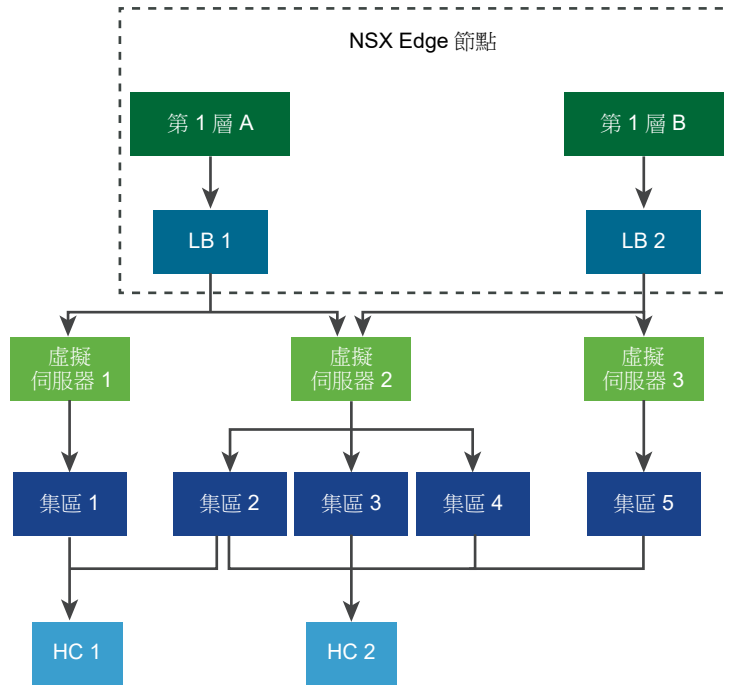 NSX Edge 節點
第 1 層 A
第 1 層 B
LB 1
LB 2
虛擬
伺服器 1
虛擬
伺服器 2
虛擬
伺服器 3
集區 1
集區 2
集區 3
集區 4
集區 5
HC 1
HC 2